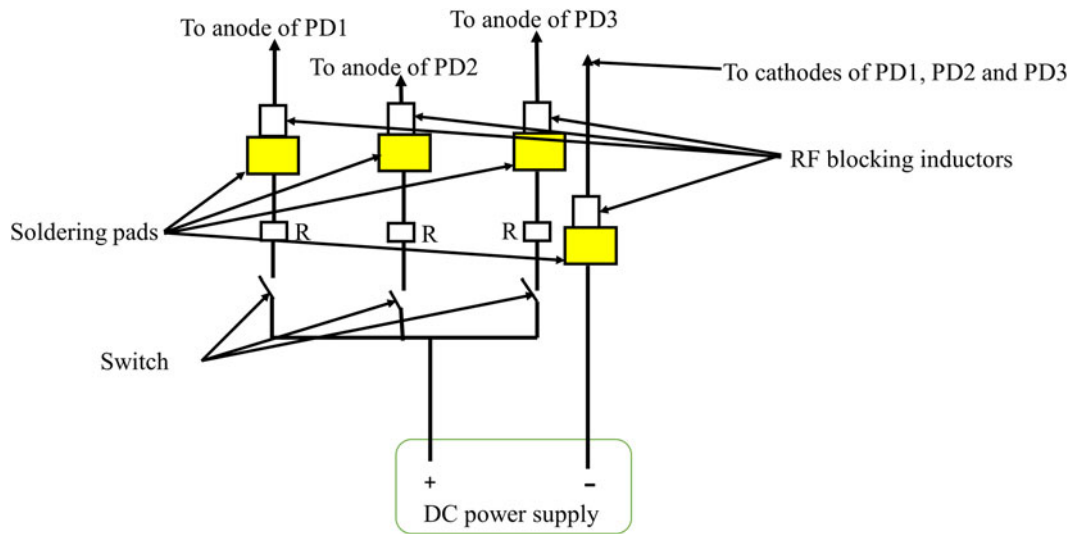 To anode of PD1
To anode of PD3
To anode of PD2
To cathodes of PD1, PD2 and PD3
RF blocking inductors
Soldering pads
R
R
R
Switch
+
−
DC power supply